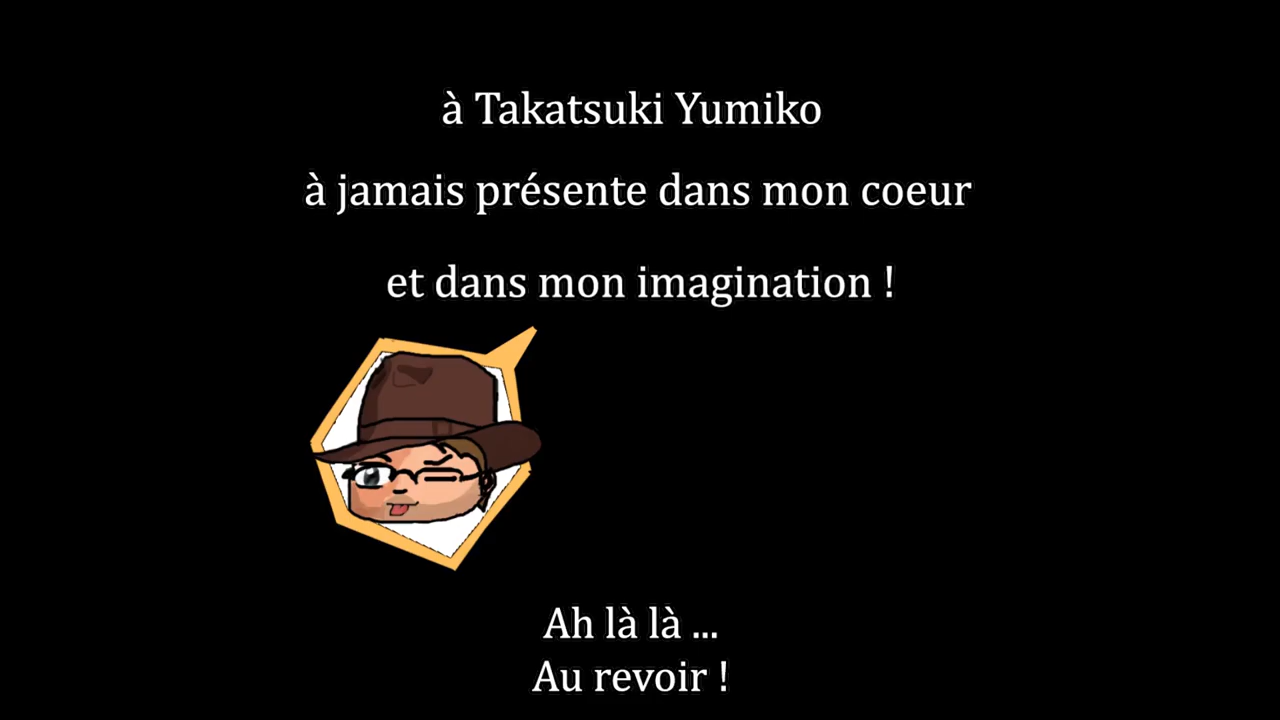 à Takatsuki Yumiko
à jamais présente dans mon coeur
et dans mon imagination !
Ah là là ...
Au revoir !